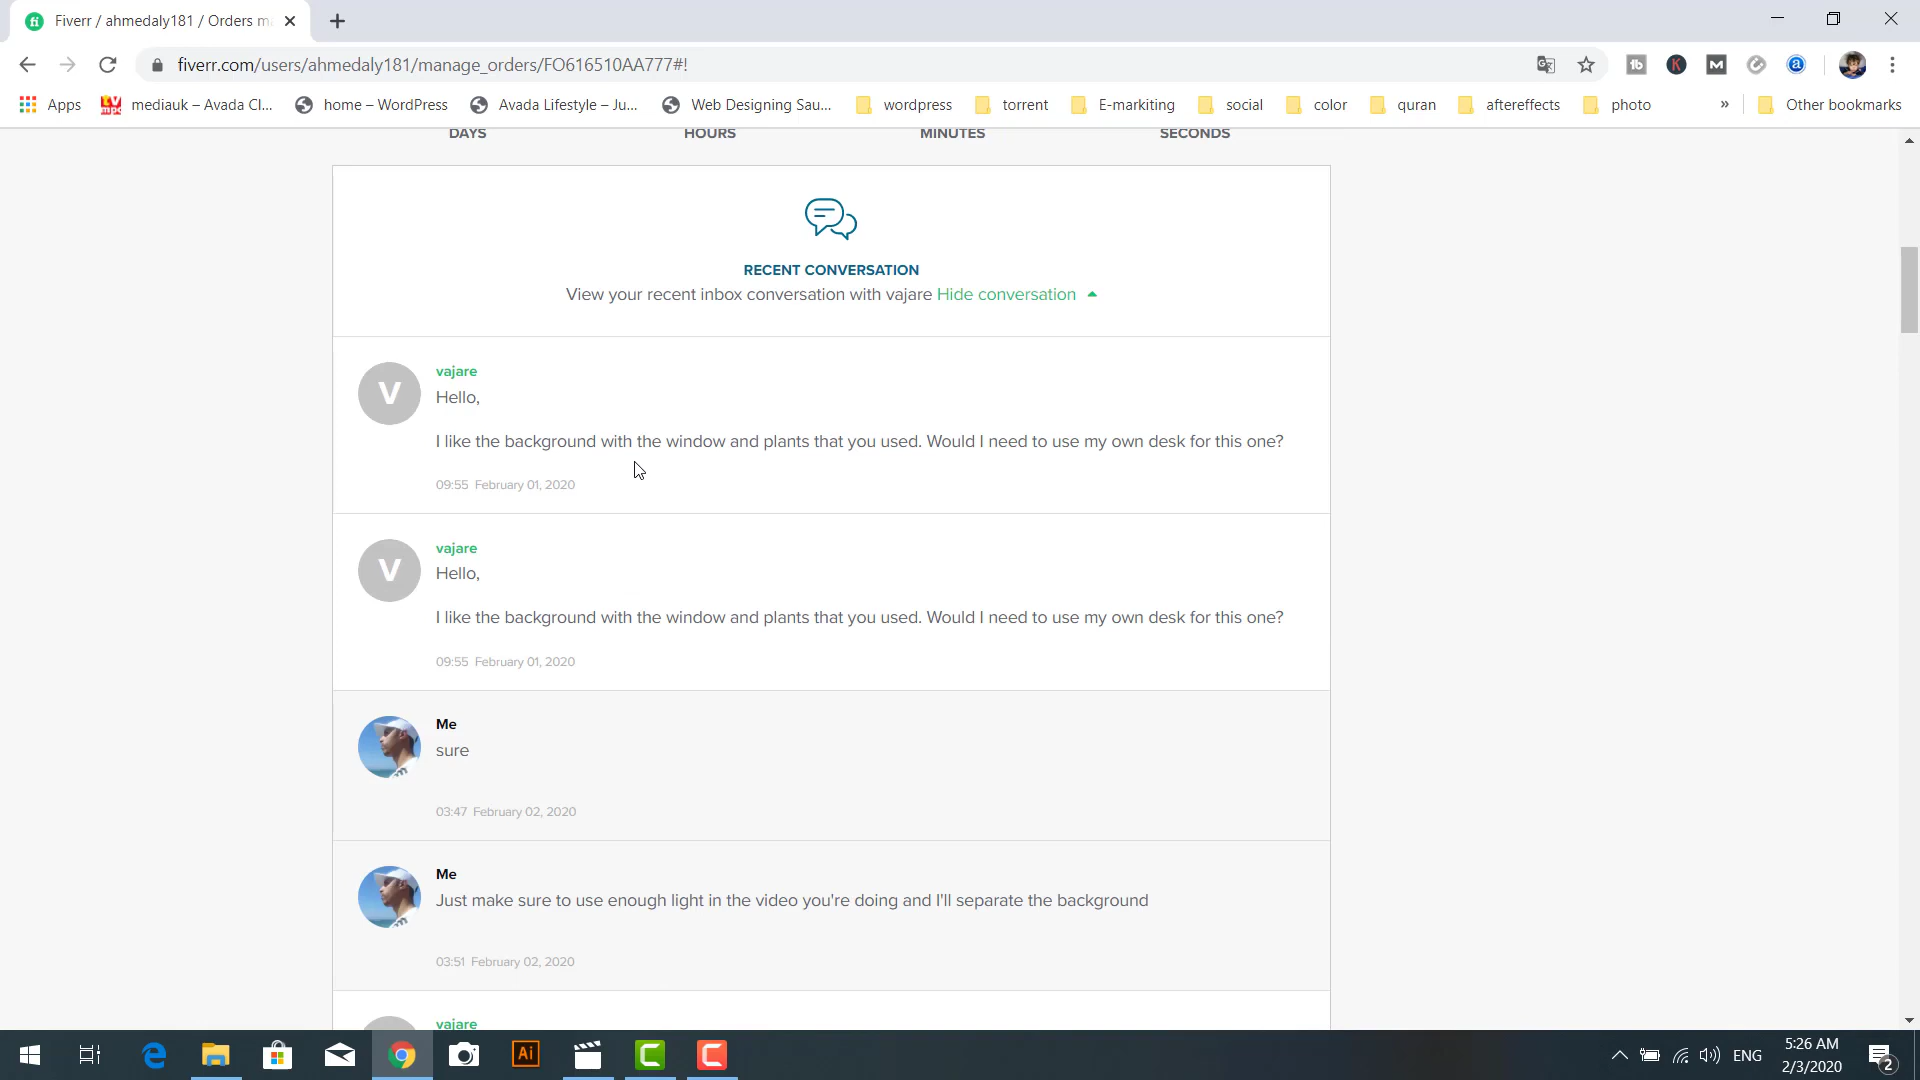 Fiverr / ahmedaly181 / Orders m
fiverr.com/users/ahmedaly181/manage_orders/FO616510AA777#!
Apps mediauk – Avada Cl... home – WordPress Avada Lifestyle – Ju... Web Designing Sau... wordpress torrent E-markiting social color quran aftereffects photo » Other bookmarks
DAYS HOURS MINUTES SECONDS
RECENT CONVERSATION
View your recent inbox conversation with vajare Hide conversation
V
vajare
Hello,
I like the background with the window and plants that you used. Would I need to use my own desk for this one?
09:55 February 01, 2020
V
vajare
Hello,
I like the background with the window and plants that you used. Would I need to use my own desk for this one?
09:55 February 01, 2020
Me
sure
03:47 February 02, 2020
Me
Just make sure to use enough light in the video you're doing and I'll separate the background
03:51 February 02, 2020
vajare
Ai
ENG
5:26 AM
2/3/2020
2